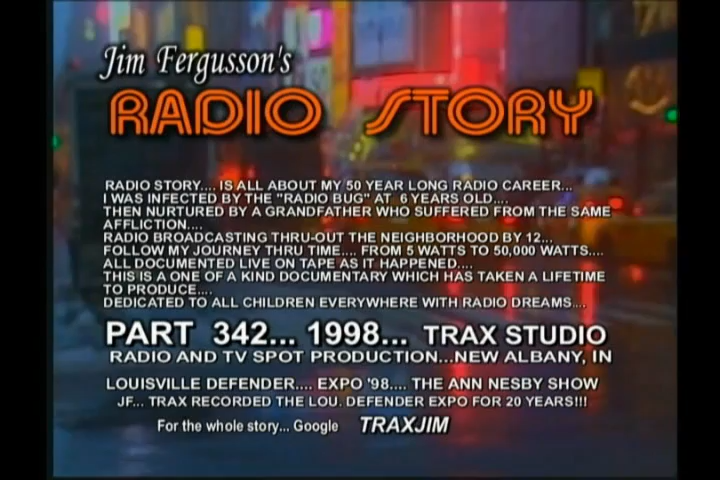 Jim Fergusson's
RADIO STORY
RADIO STORY.... IS ALL ABOUT MY 50 YEAR LONG RADIO CAREER...
I WAS INFECTED BY THE "RADIO BUG" AT 6 YEARS OLD....
THEN NURTURED BY A GRANDFATHER WHO SUFFERED FROM THE SAME
AFFLICTION....
RADIO BROADCASTING THRU-OUT THE NEIGHBORHOOD BY 12...
FOLLOW MY JOURNEY THRU TIME.... FROM 5 WATTS TO 50,000 WATTS....
ALL DOCUMENTED LIVE ON TAPE AS IT HAPPENED....
THIS IS A ONE OF A KIND DOCUMENTARY WHICH HAS TAKEN A LIFETIME
TO PRODUCE....
DEDICATED TO ALL CHILDREN EVERYWHERE WITH RADIO DREAMS....
PART 342... 1998... TRAX STUDIO
RADIO AND TV SPOT PRODUCTION...NEW ALBANY, IN
LOUISVILLE DEFENDER.... EXPO '98.... THE ANN NESBY SHOW
JF... TRAX RECORDED THE LOU. DEFENDER EXPO FOR 20 YEARS!!!
For the whole story... Google TRAXJIM